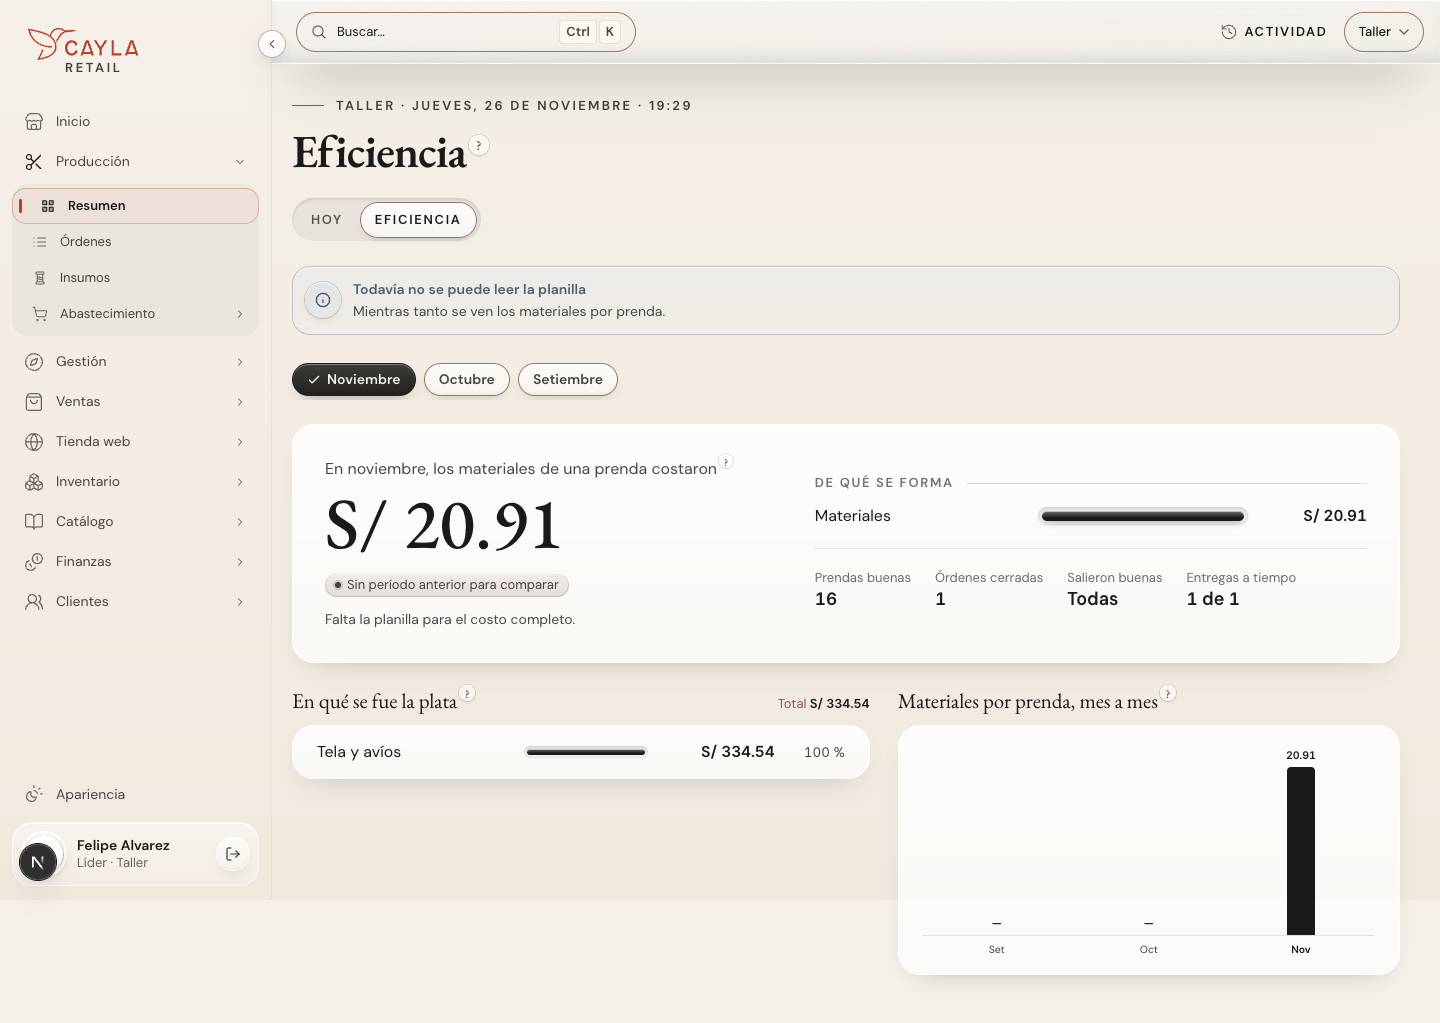 CAYLA
RETAIL
Buscar...
Ctrl K
ACTIVIDAD
Taller
Inicio
Producción
Resumen
Órdenes
Insumos
Abastecimiento
Gestión
Ventas
Tienda web
Inventario
Catálogo
Finanzas
Clientes
Apariencia
N
Felipe Alvarez
Líder · Taller
TALLER · JUEVES, 26 DE NOVIEMBRE · 19:29
Eficiencia ?
HOY EFICIENCIA
Todavía no se puede leer la planilla
Mientras tanto se ven los materiales por prenda.
Noviembre Octubre Setiembre
En noviembre, los materiales de una prenda costaron ?
S/ 20.91
Sin período anterior para comparar
Falta la planilla para el costo completo.
DE QUÉ SE FORMA
Materiales S/ 20.91
Prendas buenas Órdenes cerradas Salieron buenas Entregas a tiempo
16 1 Todas 1 de 1
En qué se fue la plata ?
Total S/ 334.54
Tela y avíos S/ 334.54 100 %
Materiales por prenda, mes a mes ?
20.91
– –
Set Oct Nov